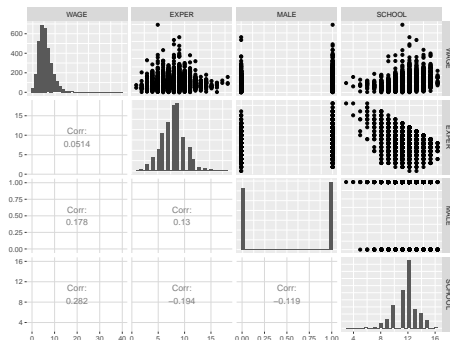 WAGE EXPER MALE SCHOOL
600
400
200
0
WAGE
15
10
5
0
Corr:
0.0514
EXPER
1.00
0.75
0.50
0.25
0.00
Corr:
0.178
Corr:
0.13
MALE
16
12
8
4
Corr:
0.282
Corr:
−0.194
Corr:
−0.119
SCHOOL
0 10 20 30 40 0 5 10 15 0.00 0.25 0.50 0.75 1.00 4 8 12 16